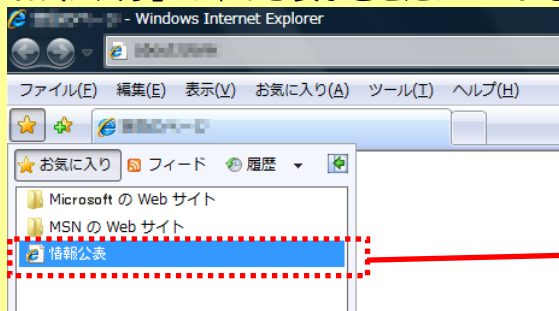 - Windows Internet Explorer
ファイル(F) 編集(E) 表示(V) お気に入り(A) ツール(T) ヘルプ(H)
お気に入り フィード 履歴
Microsoft の Web サイト
MSN の Web サイト
情報公表